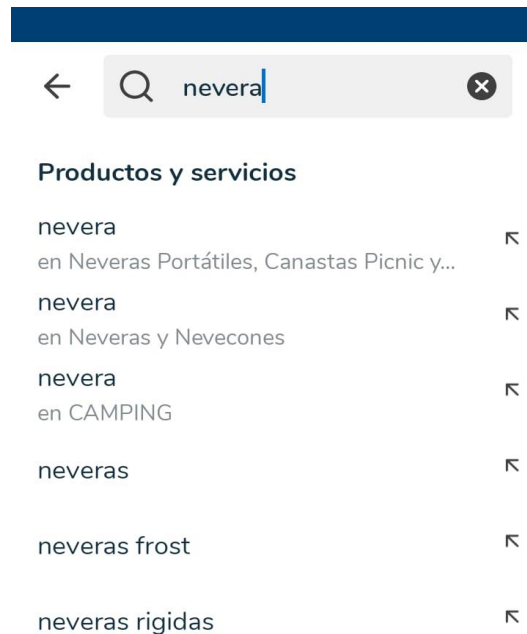 nevera
Productos y servicios
nevera
en Neveras Portátiles, Canastas Picnic y...
nevera
en Neveras y Nevecones
nevera
en CAMPING
neveras
neveras frost
neveras rigidas